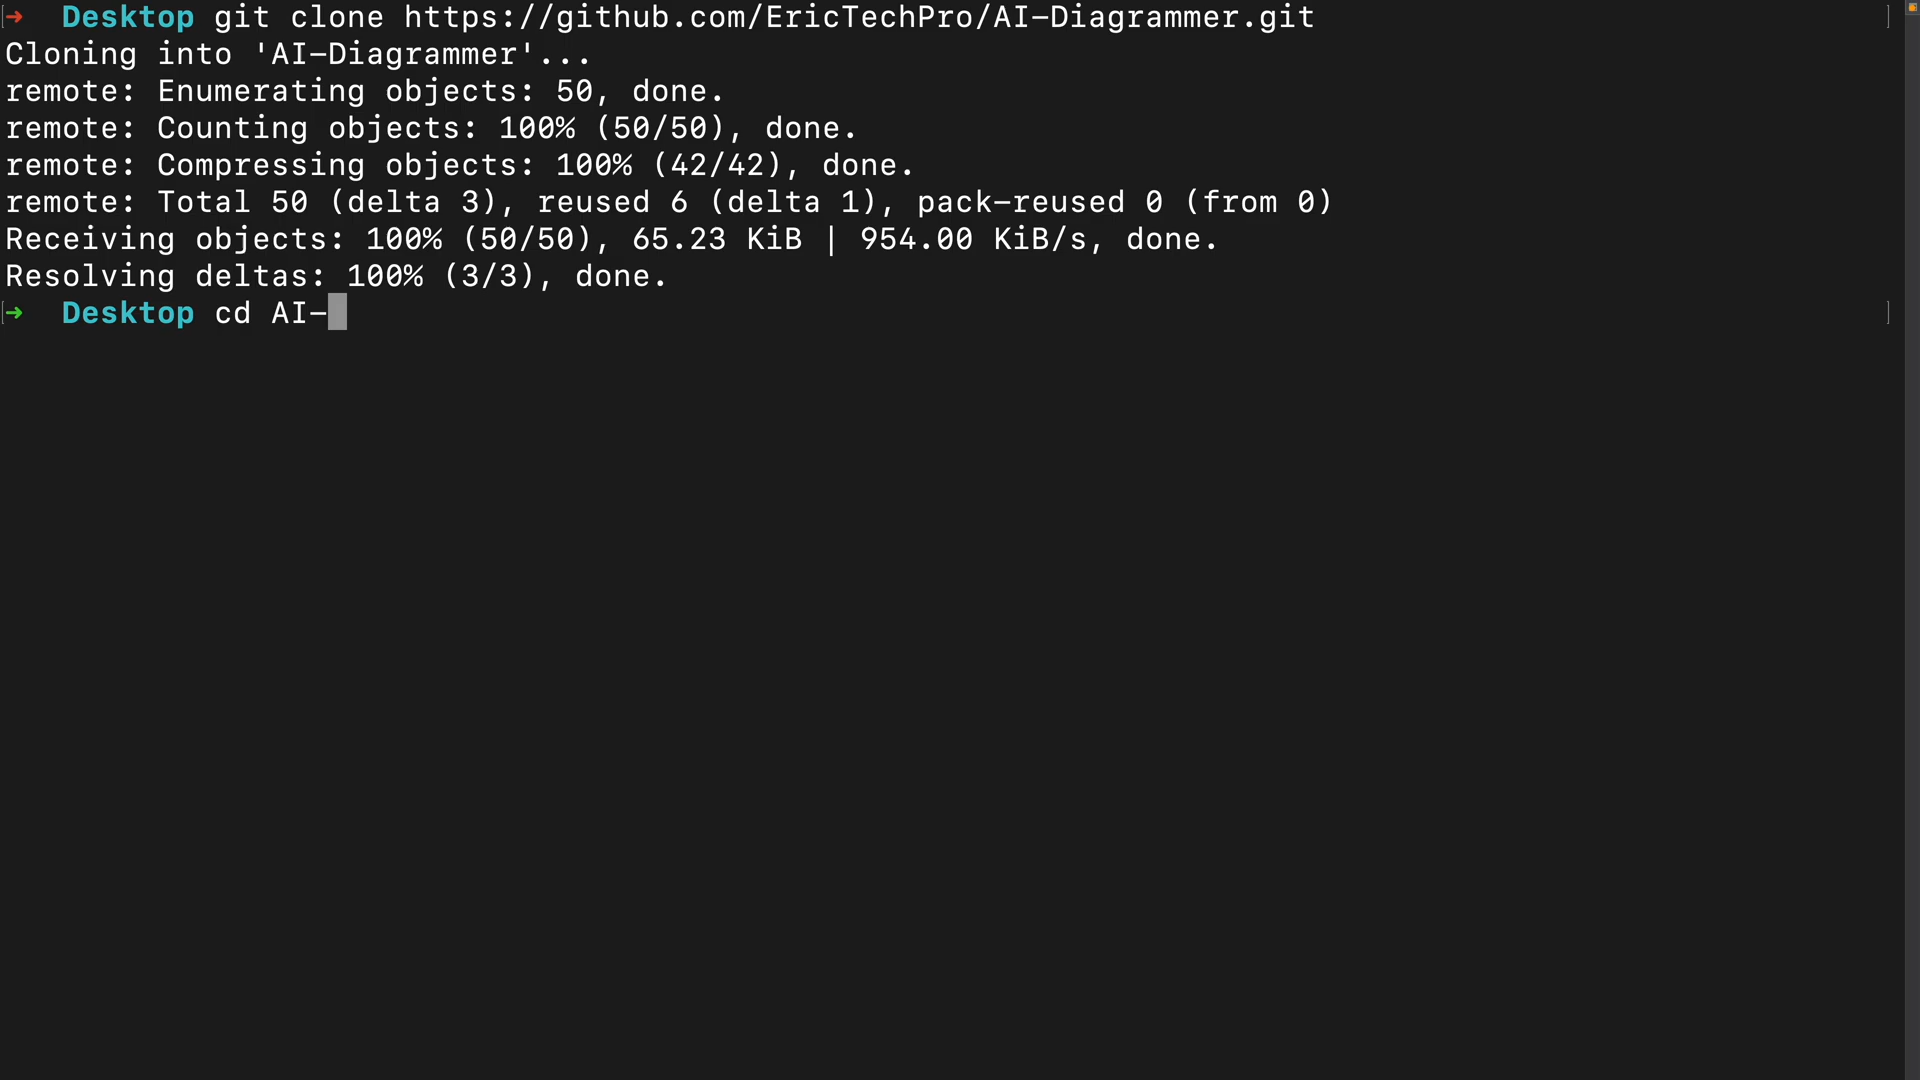 ➜ Desktop git clone https://github.com/EricTechPro/AI-Diagrammer.git
Cloning into 'AI-Diagrammer'...
remote: Enumerating objects: 50, done.
remote: Counting objects: 100% (50/50), done.
remote: Compressing objects: 100% (42/42), done.
remote: Total 50 (delta 3), reused 6 (delta 1), pack-reused 0 (from 0)
Receiving objects: 100% (50/50), 65.23 KiB | 954.00 KiB/s, done.
Resolving deltas: 100% (3/3), done.
➜ Desktop cd AI-